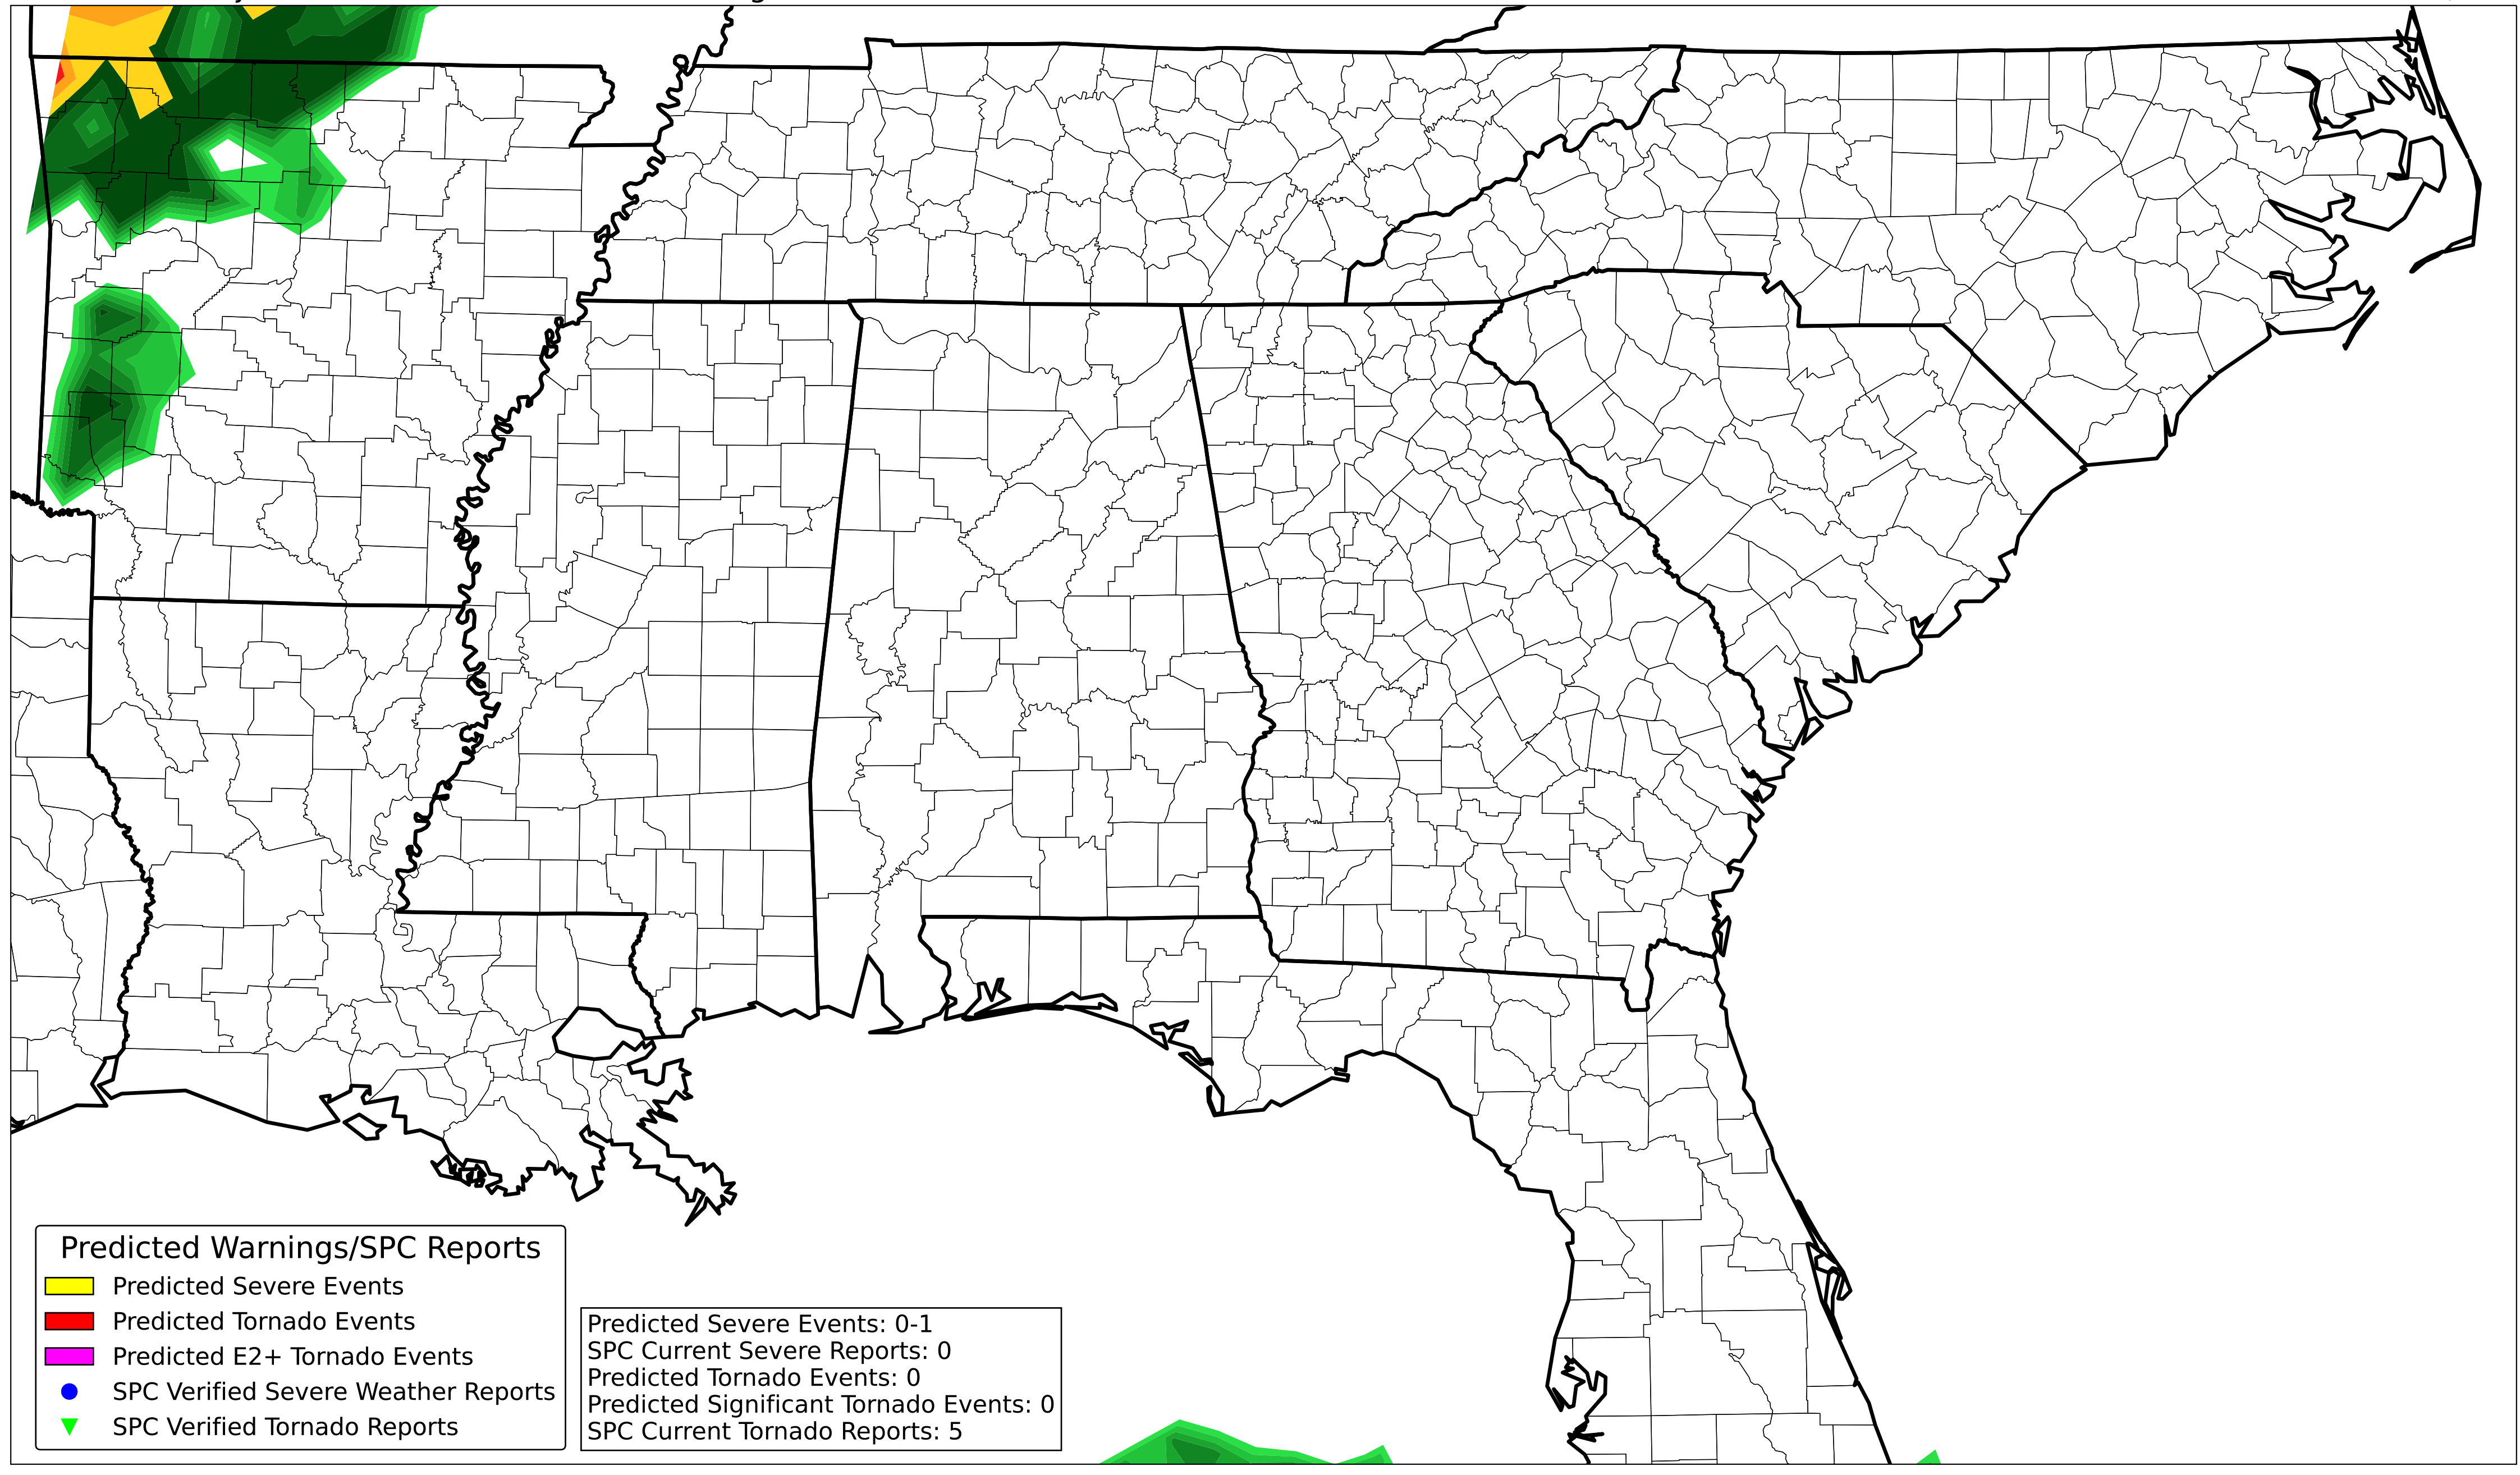 Predicted Warnings/SPC Reports
Predicted Severe Events
Predicted Tornado Events
Predicted E2+ Tornado Events
SPC Verified Severe Weather Reports
SPC Verified Tornado Reports
Predicted Severe Events: 0-1
SPC Current Severe Reports: 0
Predicted Tornado Events: 0
Predicted Significant Tornado Events: 0
SPC Current Tornado Reports: 5